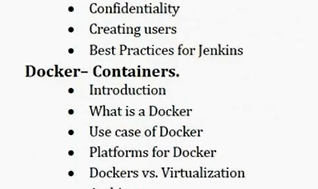 • Confidentiality
• Creating users
• Best Practices for Jenkins
Docker– Containers.
• Introduction
• What is a Docker
• Use case of Docker
• Platforms for Docker
• Dockers vs. Virtualization